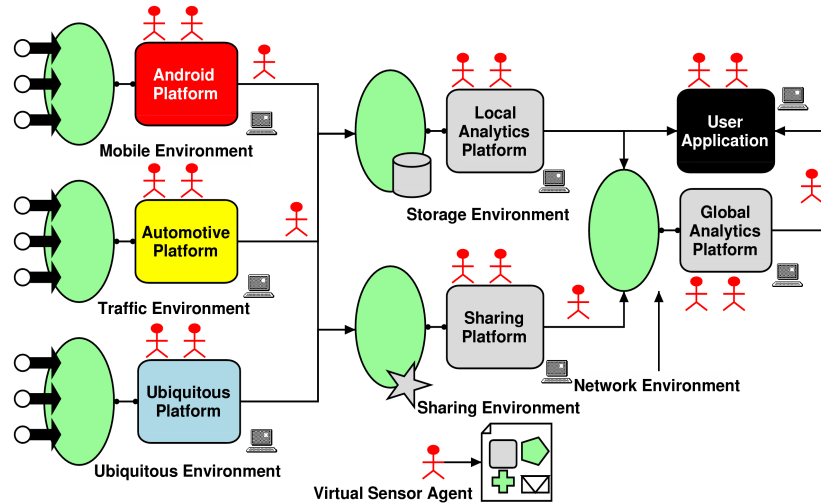 Android
Platform
Mobile Environment
Local
Analytics
Platform
Storage Environment
User
Application
Automotive
Platform
Traffic Environment
Global
Analytics
Platform
Sharing
Platform
Sharing Environment
Network Environment
Ubiquitous
Platform
Ubiquitous Environment
Virtual Sensor Agent